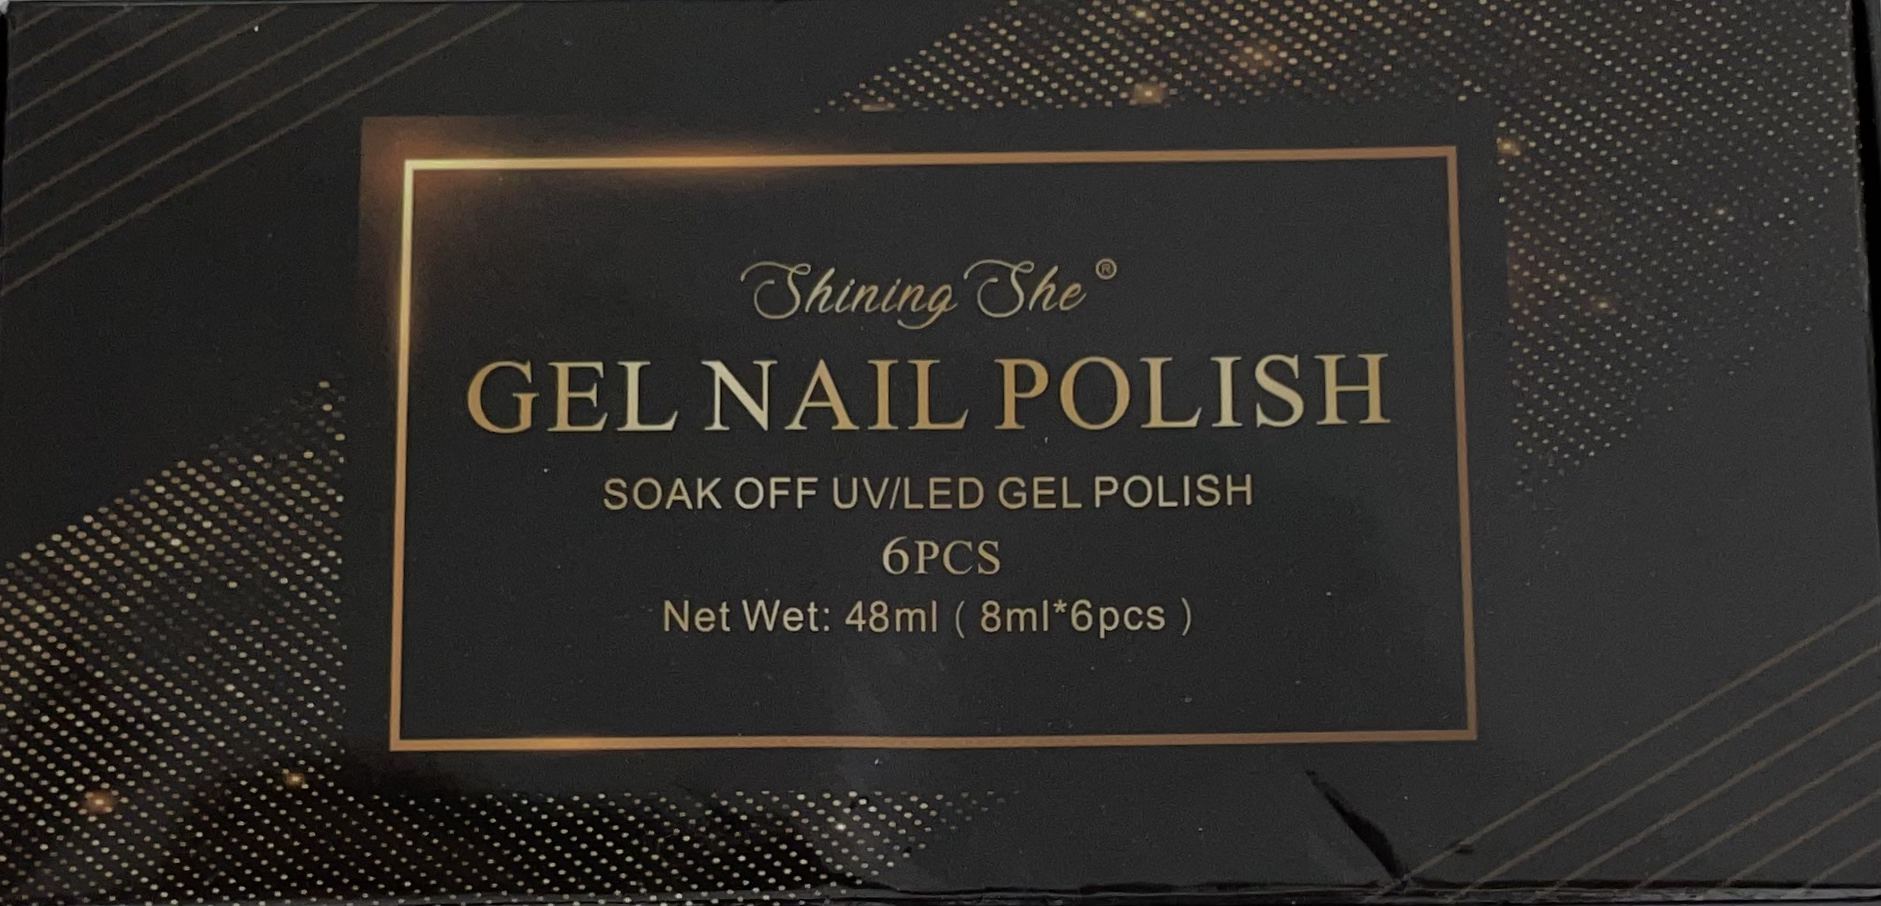 Shining She®
GEL NAIL POLISH
SOAK OFF UV/LED GEL POLISH
6PCS
Net Wet: 48ml ( 8ml*6pcs )